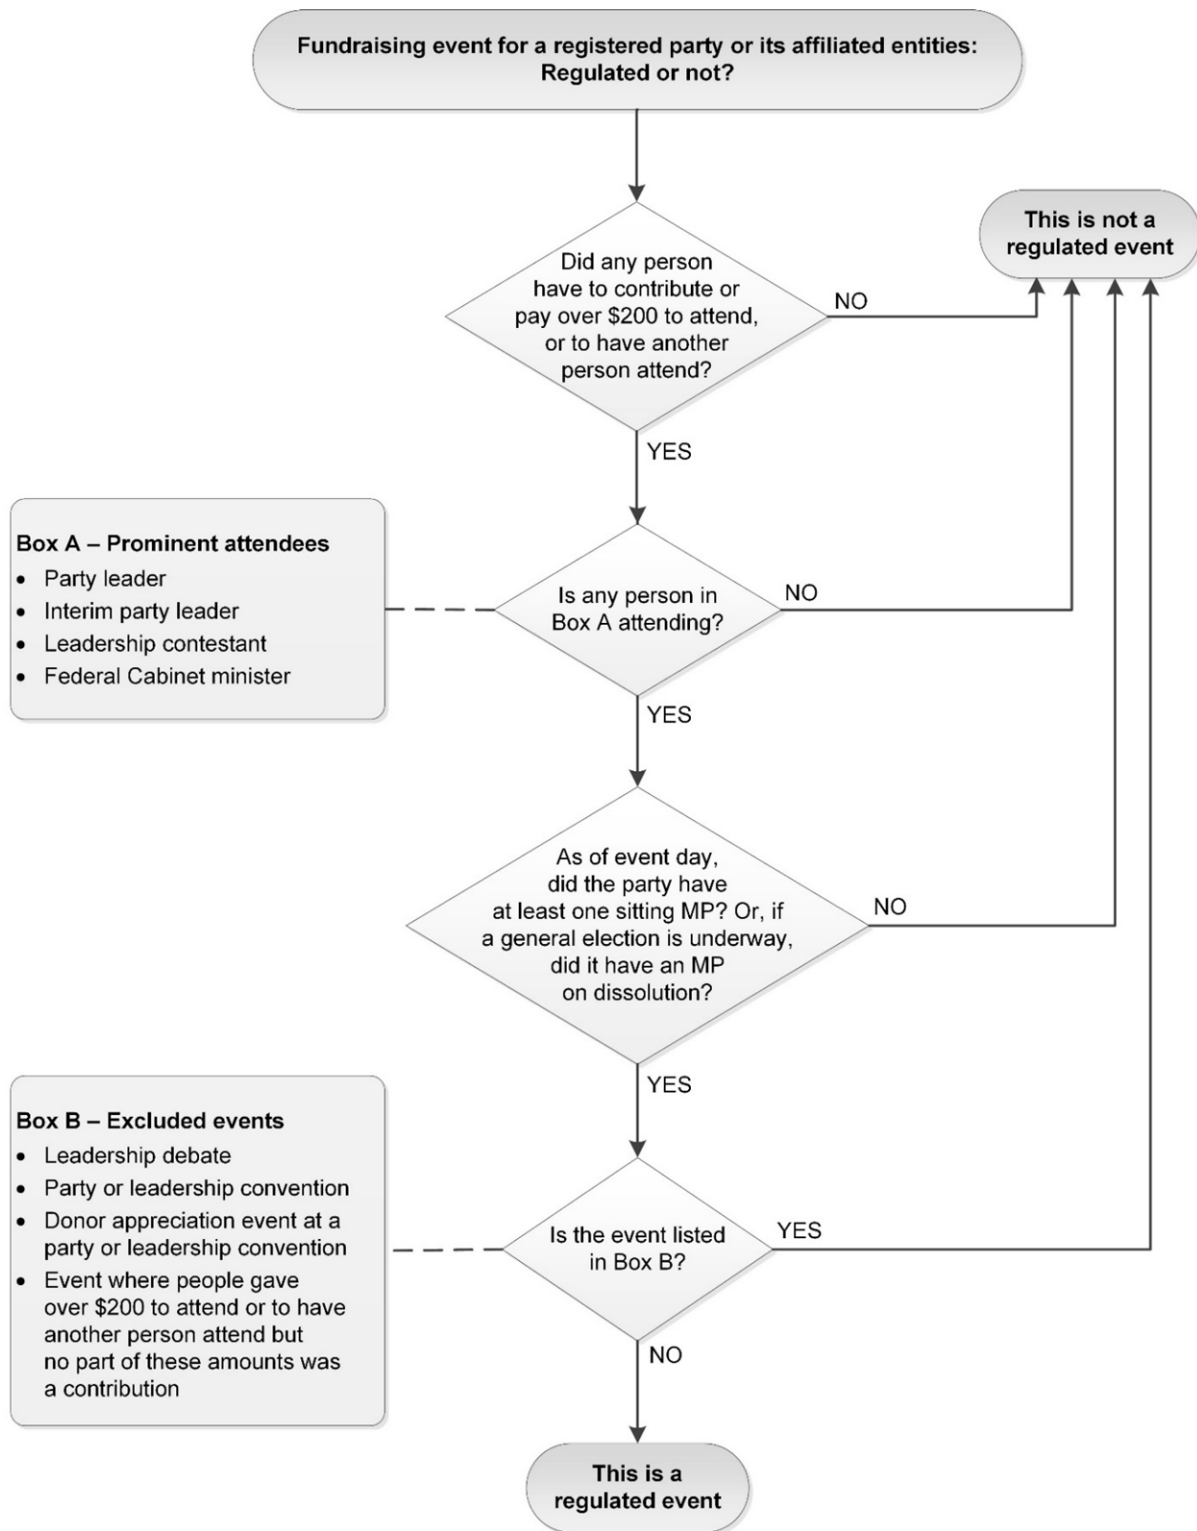 Fundraising event for a registered party or its affiliated entities:
Regulated or not?
This is not a
regulated event
Did any person
have to contribute or
pay over $200 to attend,
or to have another
person attend?
NO
YES
Box A – Prominent attendees
• Party leader
• Interim party leader
• Leadership contestant
• Federal Cabinet minister
Is any person in
Box A attending?
NO
YES
As of event day,
did the party have
at least one sitting MP? Or, if
a general election is underway,
did it have an MP
on dissolution?
NO
YES
Box B – Excluded events
• Leadership debate
• Party or leadership convention
• Donor appreciation event at a
party or leadership convention
• Event where people gave
over $200 to attend or to have
another person attend but
no part of these amounts was
a contribution
Is the event listed
in Box B?
YES
NO
This is a
regulated event